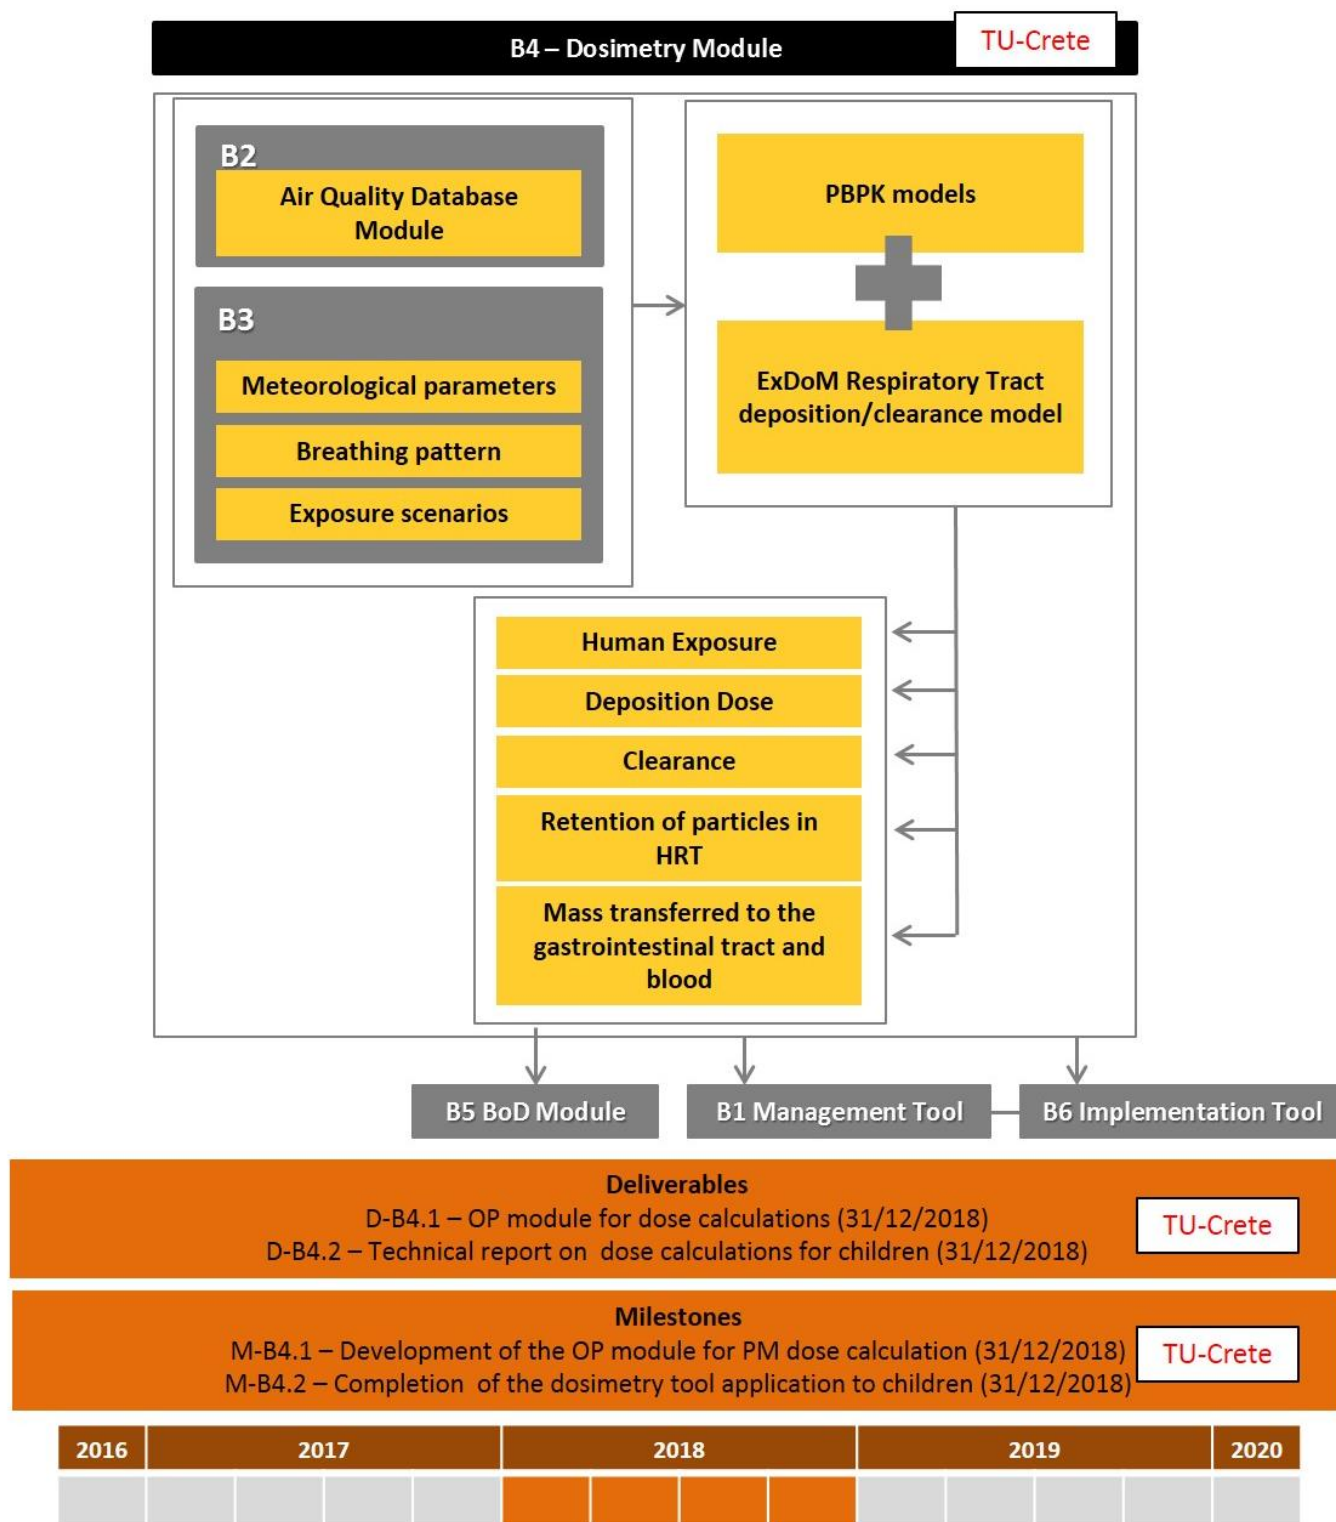 B4 – Dosimetry Module
TU-Crete
B2
Air Quality Database
Module
B3
Meteorological parameters
Breathing pattern
Exposure scenarios
PBPK models
ExDoM Respiratory Tract
deposition/clearance model
Human Exposure
Deposition Dose
Clearance
Retention of particles in
HRT
Mass transferred to the
gastrointestinal tract and
blood
B5 BoD Module
B1 Management Tool
B6 Implementation Tool
Deliverables
D-B4.1 – OP module for dose calculations (31/12/2018)
D-B4.2 – Technical report on dose calculations for children (31/12/2018)
TU-Crete
Milestones
M-B4.1 – Development of the OP module for PM dose calculation (31/12/2018)
M-B4.2 – Completion of the dosimetry tool application to children (31/12/2018)
TU-Crete
2016 2017 2018 2019 2020